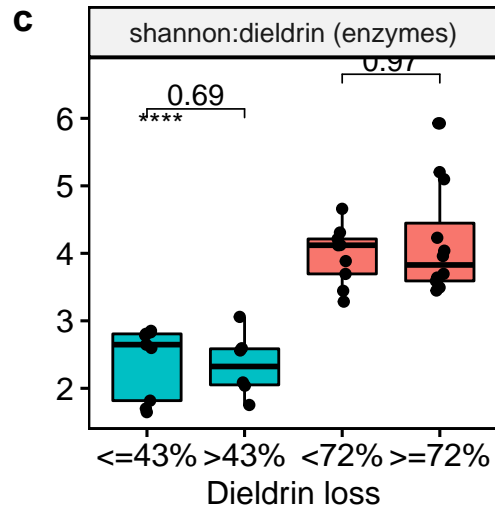 c
shannon:dieldrin (enzymes)
0.97
0.69
****
6
5
4
3
2
<=43% >43% <72% >=72%
Dieldrin loss